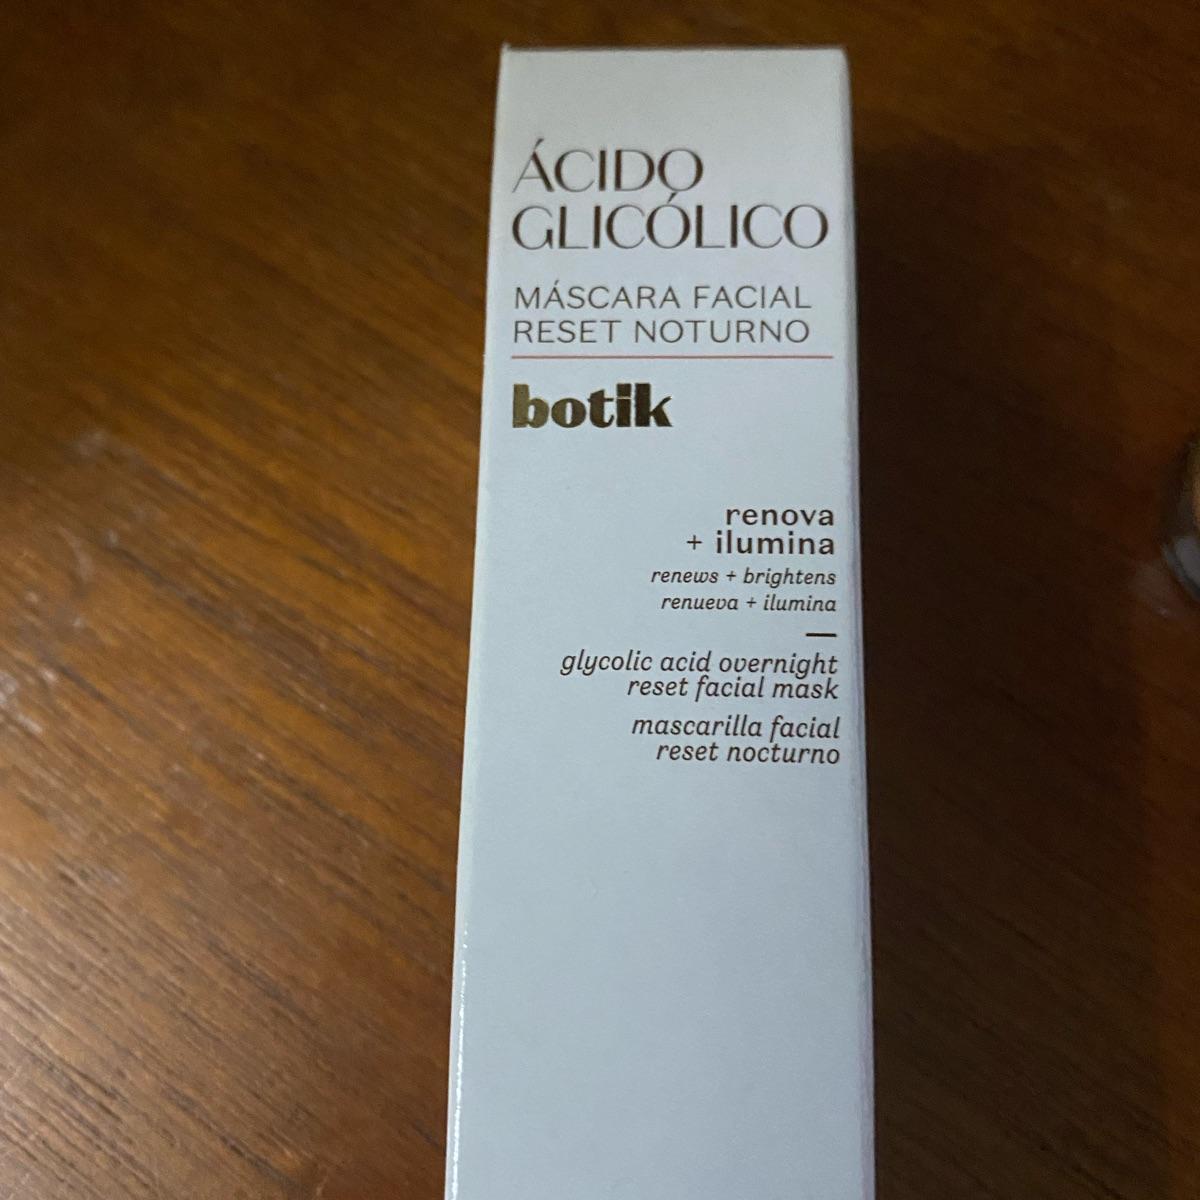 ÁCIDO
GLICÓLICO
MÁSCARA FACIAL
RESET NOTURNO
botik
renova
+ ilumina
renews + brightens
renueva + ilumina
glycolic acid overnight
reset facial mask
mascarilla facial
reset nocturno